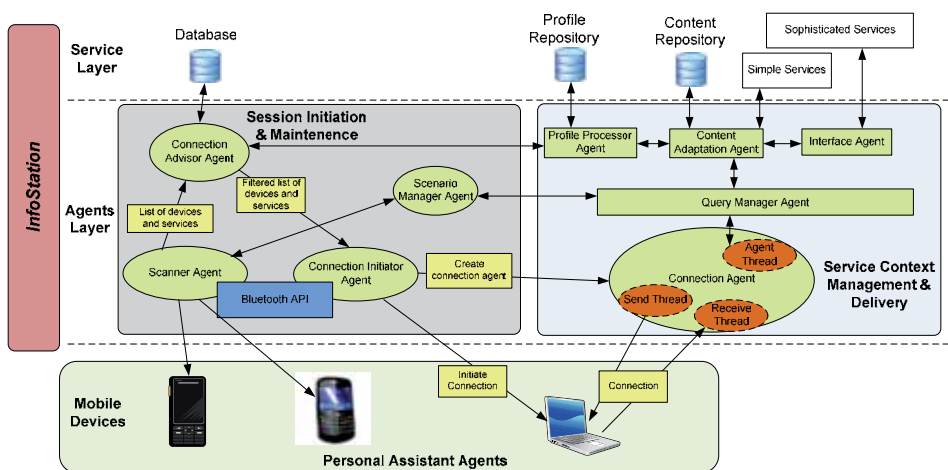 InfoStation
Service
Layer
Database
Profile
Repository
Content
Repository
Sophisticated Services
Simple Services
Agents
Layer
Session Initiation
& Maintenence
Connection
Advisor Agent
Filtered list of
devices and
services
List of devices
and services
Scenario
Manager Agent
Scanner Agent
Bluetooth API
Connection Initiator
Agent
Create
connection agent
Profile Processor
Agent
Content
Adaptation Agent
Interface Agent
Query Manager Agent
Agent
Thread
Connection Agent
Send Thread
Receive
Thread
Service Context
Management &
Delivery
Mobile
Devices
Initiate
Connection
Connection
Personal Assistant Agents